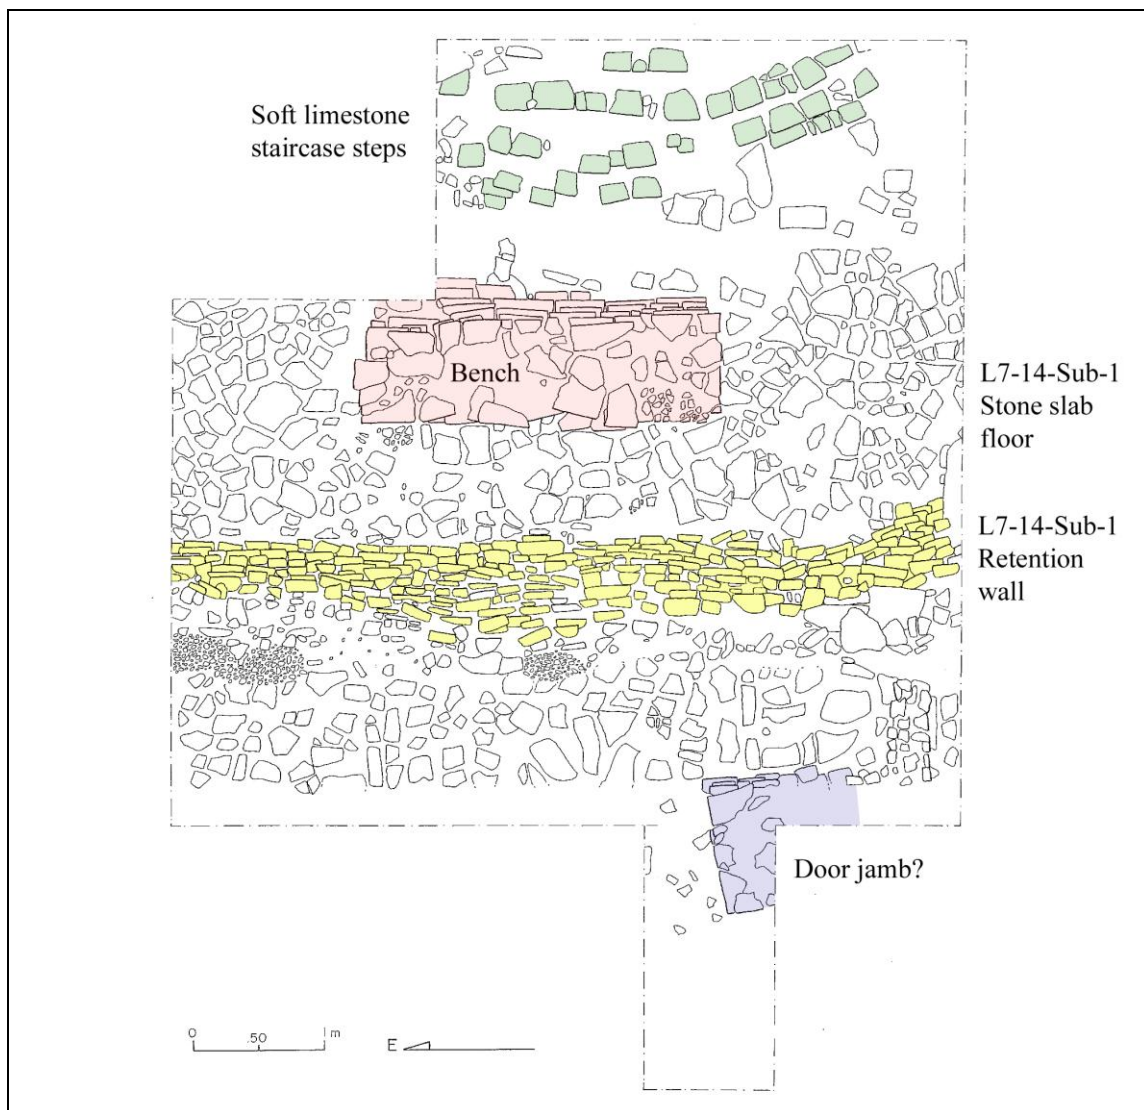 Soft limestone
staircase steps
Bench
L7-14-Sub-1
Stone slab
floor
L7-14-Sub-1
Retention
wall
Door jamb?
0 .50 1 m
E